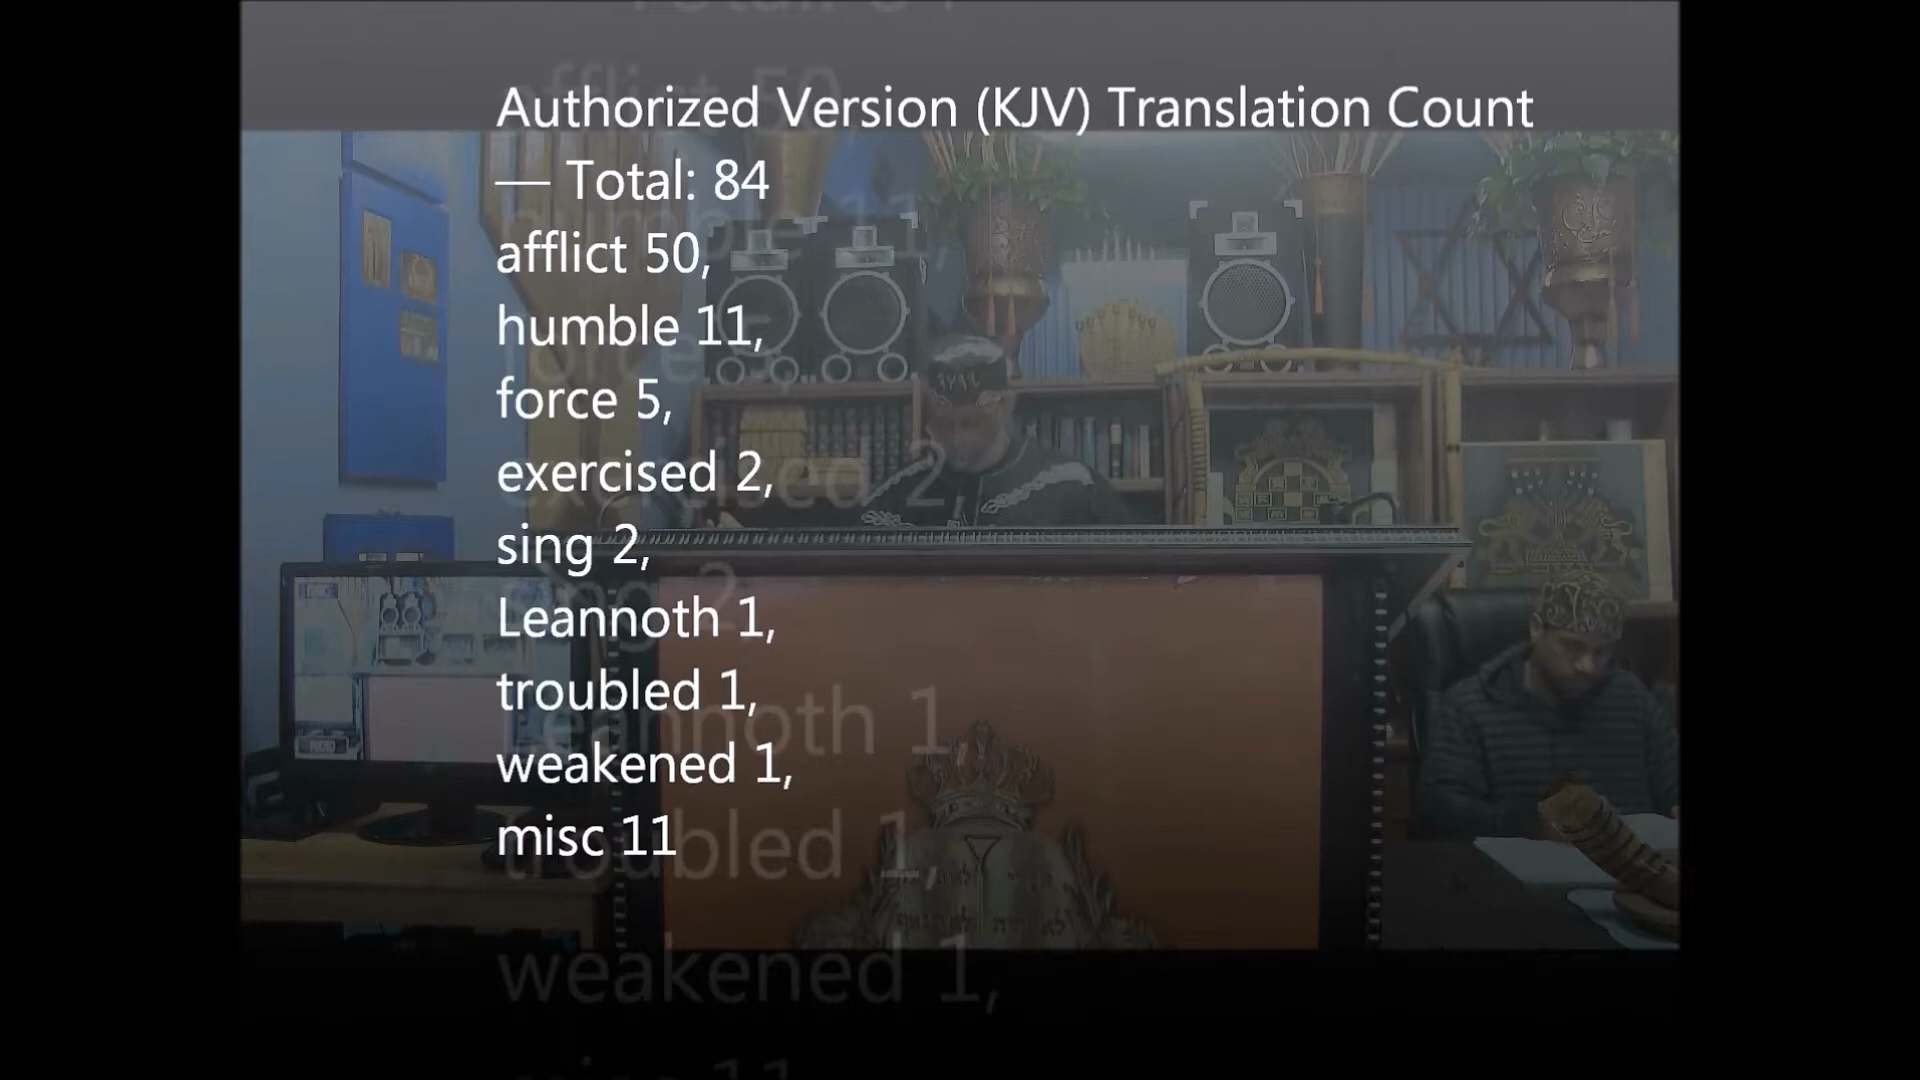 Authorized Version (KJV) Translation Count
— Total: 84
afflict 50,
humble 11,
force 5,
exercised 2,
sing 2,
Leannoth 1,
troubled 1,
weakened 1,
misc 11